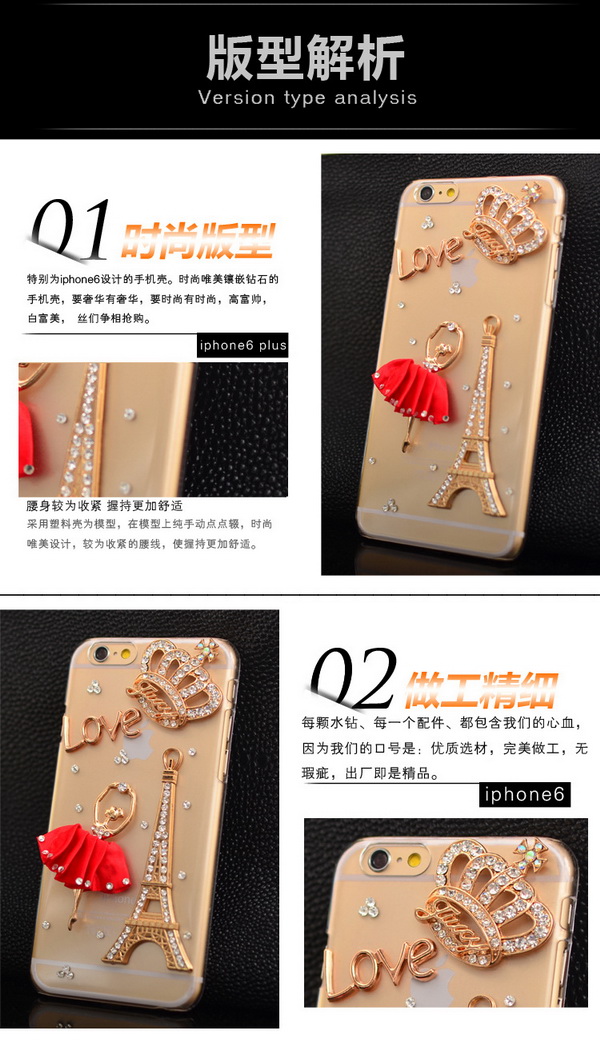 版型解析
Version type analysis
01 时尚版型
特别为iphone6设计的手机壳。时尚唯美镶嵌钻石的
手机壳，要奢华有奢华，要时尚有时尚，高富帅，
白富美， 丝们争相抢购。
iphone6 plus
Love
腰身较为收紧 握持更加舒适
采用塑料壳为模型，在模型上纯手动点点辍，时尚
唯美设计，较为收紧的腰线，使握持更加舒适。
Love
02 做工精细
每颗水钻、每一个配件、都包含我们的心血，
因为我们的口号是：优质选材，完美做工，无
瑕疵，出厂即是精品。
iphone6
Love